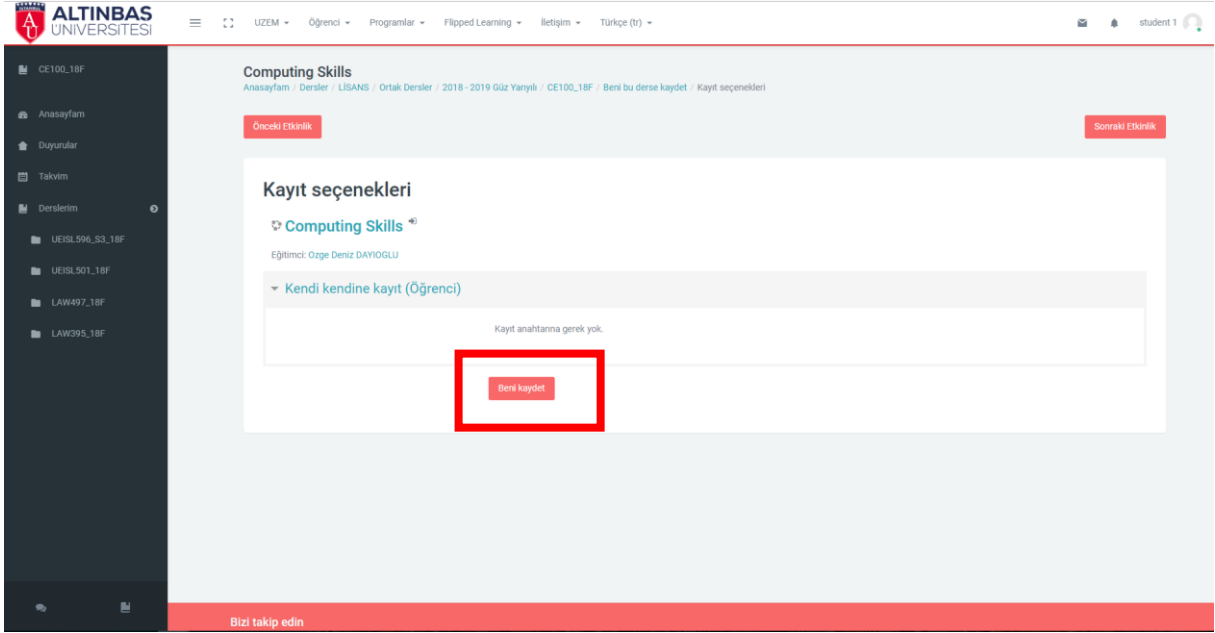 ALTINBAS
ÜNİVERSİTESİ
UZEM Öğrenci Programlar Flipped Learning İletişim Türkçe (tr) student 1
CE100_18F
Anasayfam
Duyurular
Takvim
Derslerim
UEISL596_S3_18F
UEISL501_18F
LAW497_18F
LAW395_18F
Computing Skills
Anasayfam / Dersler / LİSANS / Ortak Dersler / 2018 - 2019 Güz Yarıyılı / CE100_18F / Beni bu derse kaydet / Kayıt seçenekleri
Önceki Etkinlik
Sonraki Etkinlik
Kayıt seçenekleri
Computing Skills
Eğitimci: Ozge Deniz DAYIOGLU
Kendi kendine kayıt (Öğrenci)
Kayıt anahtarına gerek yok.
Beni kaydet
Bizi takip edin